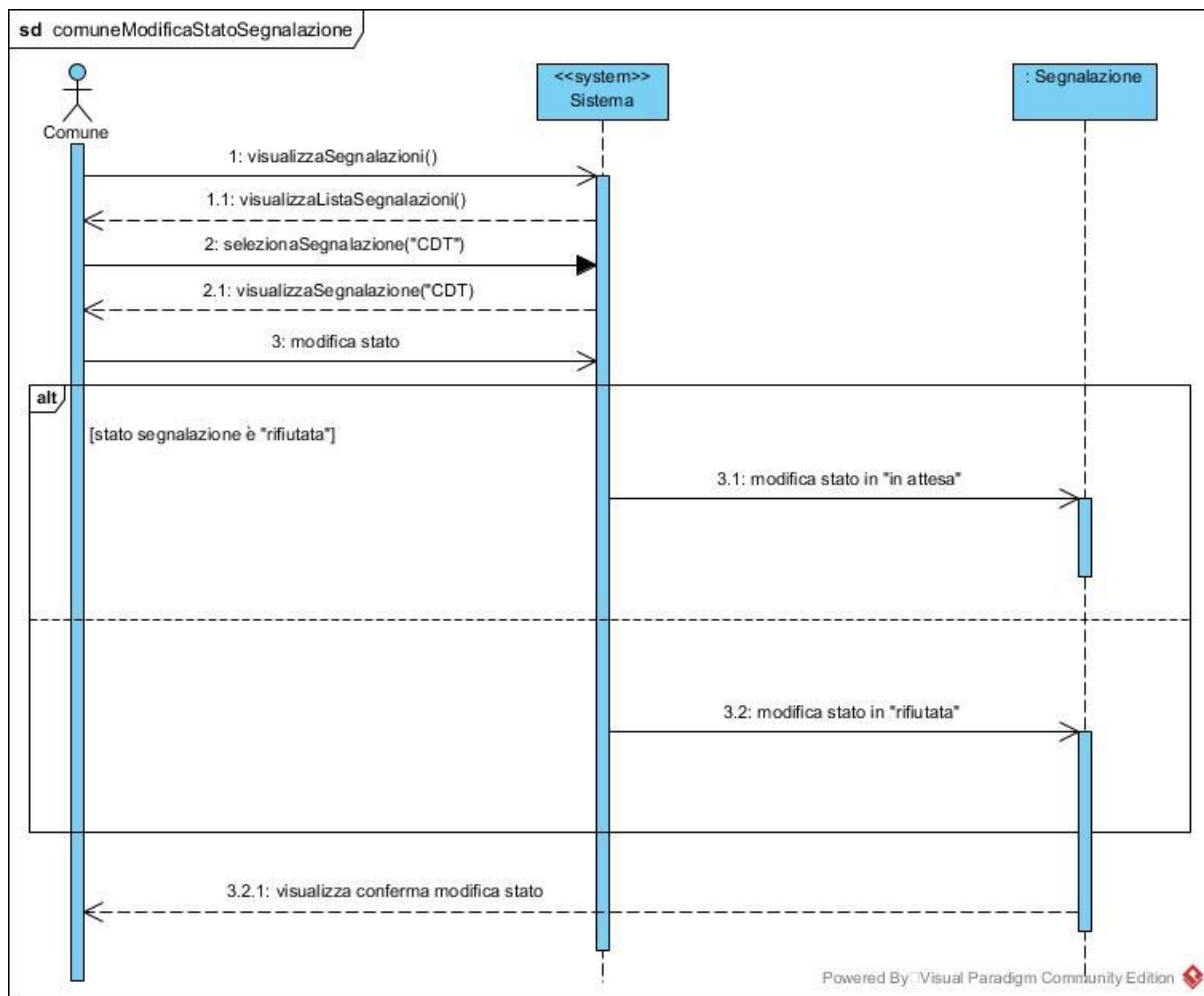 sd comuneModificaStatoSegnalazione
Comune
<<system>>
Sistema
: Segnalazione
1: visualizzaSegnalazioni()
1.1: visualizzaListaSegnalazioni()
2: selezionaSegnalazione("CDT")
2.1: visualizzaSegnalazione("CDT)
3: modifica stato
alt
[stato segnalazione è "rifiutata"]
3.1: modifica stato in "in attesa"
3.2: modifica stato in "rifiutata"
3.2.1: visualizza conferma modifica stato
Powered By Visual Paradigm Community Edition